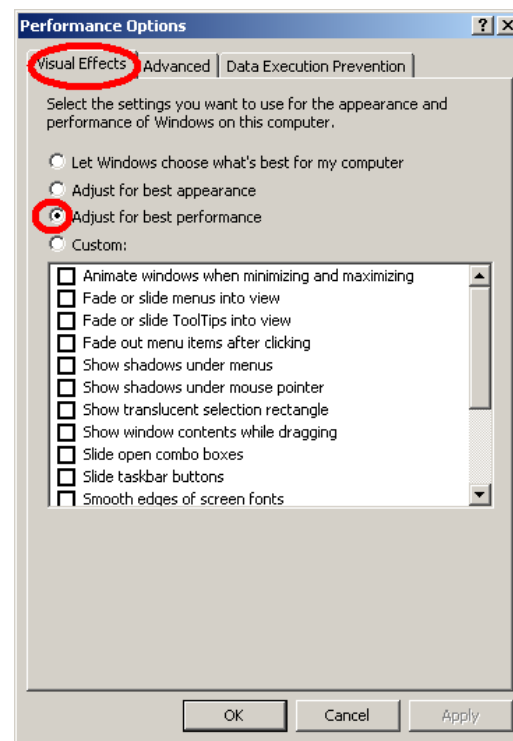 Performance Options
? X
Visual Effects Advanced Data Execution Prevention
Select the settings you want to use for the appearance and
performance of Windows on this computer.
Let Windows choose what's best for my computer
Adjust for best appearance
Adjust for best performance
Custom:
Animate windows when minimizing and maximizing
Fade or slide menus into view
Fade or slide ToolTips into view
Fade out menu items after clicking
Show shadows under menus
Show shadows under mouse pointer
Show translucent selection rectangle
Show window contents while dragging
Slide open combo boxes
Slide taskbar buttons
Smooth edges of screen fonts
OK Cancel Apply